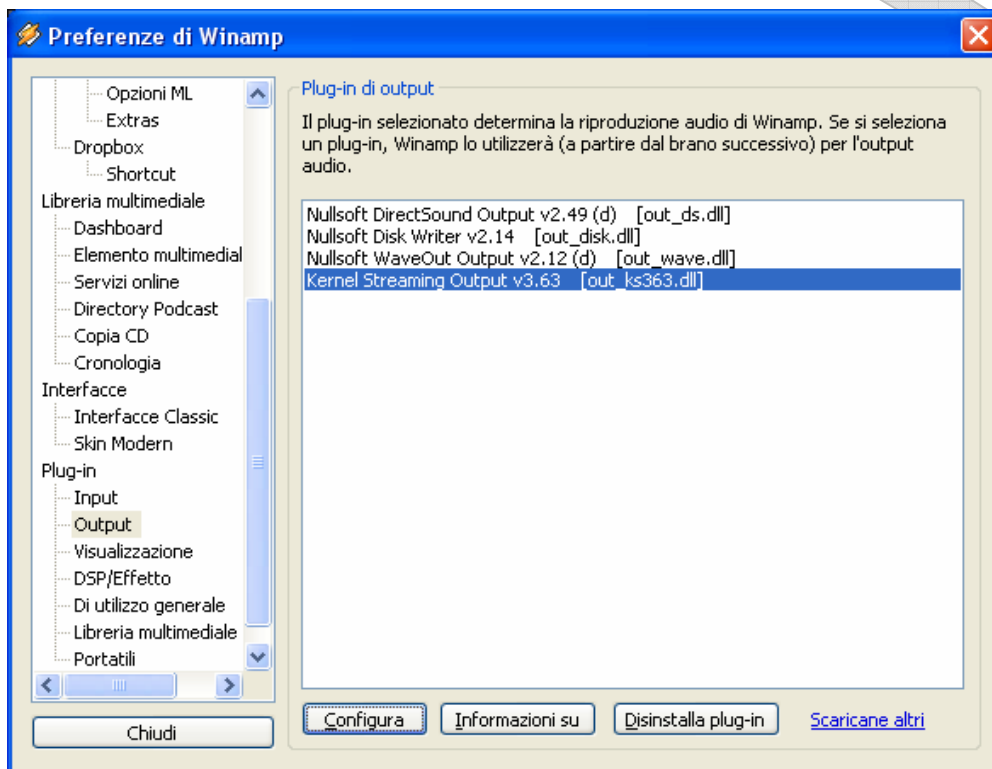 Preferenze di Winamp
Opzioni ML
Extras
Dropbox
Shortcut
Libreria multimediale
Dashboard
Elemento multimedial
Servizi online
Directory Podcast
Copia CD
Cronologia
Interfacce
Interfacce Classic
Skin Modern
Plug-in
Input
Output
Visualizzazione
DSP/Effetto
Di utilizzo generale
Libreria multimediale
Portatili
Chiudi
Plug-in di output
Il plug-in selezionato determina la riproduzione audio di Winamp. Se si seleziona
un plug-in, Winamp lo utilizzerà (a partire dal brano successivo) per l'output
audio.
Nullsoft DirectSound Output v2.49 (d) [out_ds.dll]
Nullsoft Disk Writer v2.14 [out_disk.dll]
Nullsoft WaveOut Output v2.12 (d) [out_wave.dll]
Kernel Streaming Output v3.63 [out_ks363.dll]
Configura
Informazioni su
Disinstalla plug-in
Scaricane altri